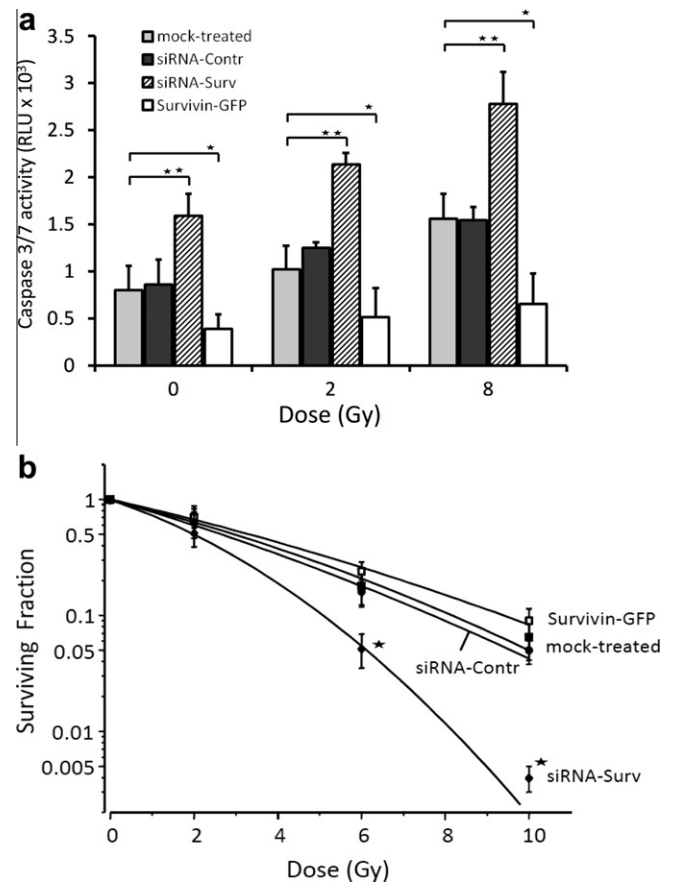 a
3.5
3
2.5
2
1.5
1
0.5
0
Caspase 3/7 activity (RLU x 10³)
mock-treated
siRNA-Contr
siRNA-Surv
Survivin-GFP
★★
★
★★
★
★★
★
0
2
8
Dose (Gy)
b
1
0.5
0.1
0.05
0.01
0.005
Surviving Fraction
Survivin-GFP
mock-treated
siRNA-Contr
★
★
siRNA-Surv
0
2
4
6
8
10
Dose (Gy)